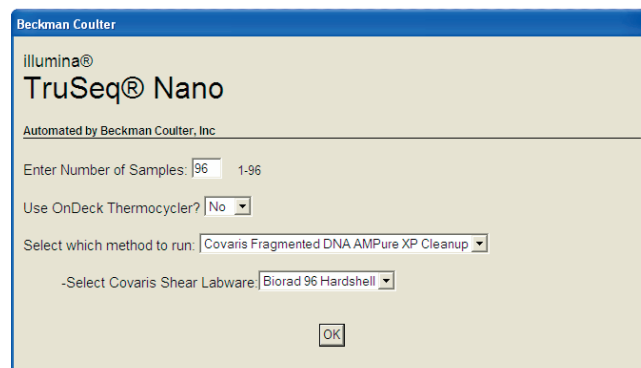 Beckman Coulter
illumina®
TruSeq® Nano
Automated by Beckman Coulter, Inc
Enter Number of Samples: 96 1-96
Use OnDeck Thermocycler? No
Select which method to run: Covaris Fragmented DNA AMPure XP Cleanup
-Select Covaris Shear Labware: Biorad 96 Hardshell
OK